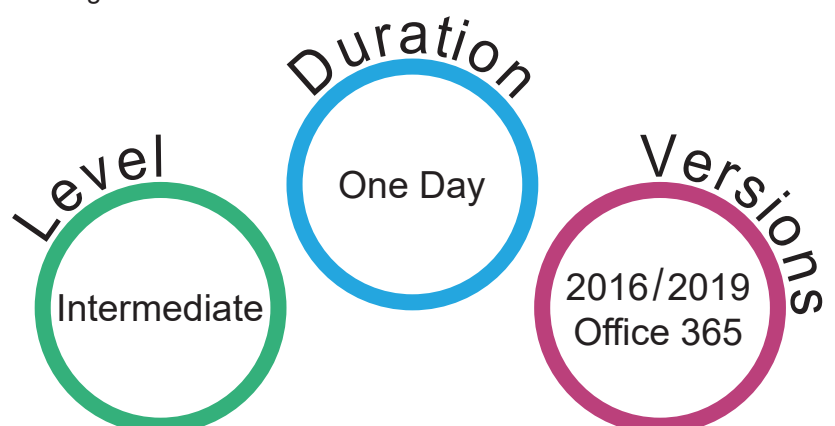 Duration
One Day
Level
Intermediate
Versions
2016/2019
Office 365